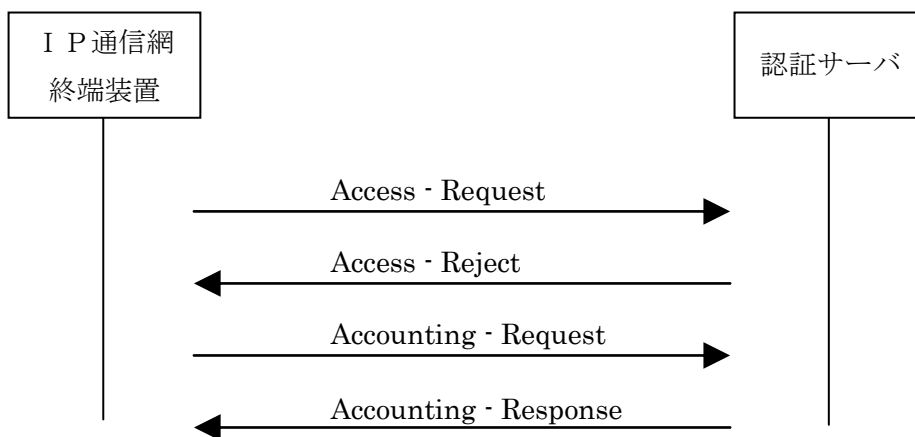 ＩＰ通信網
終端装置
認証サーバ
Access - Request
Access - Reject
Accounting - Request
Accounting - Response